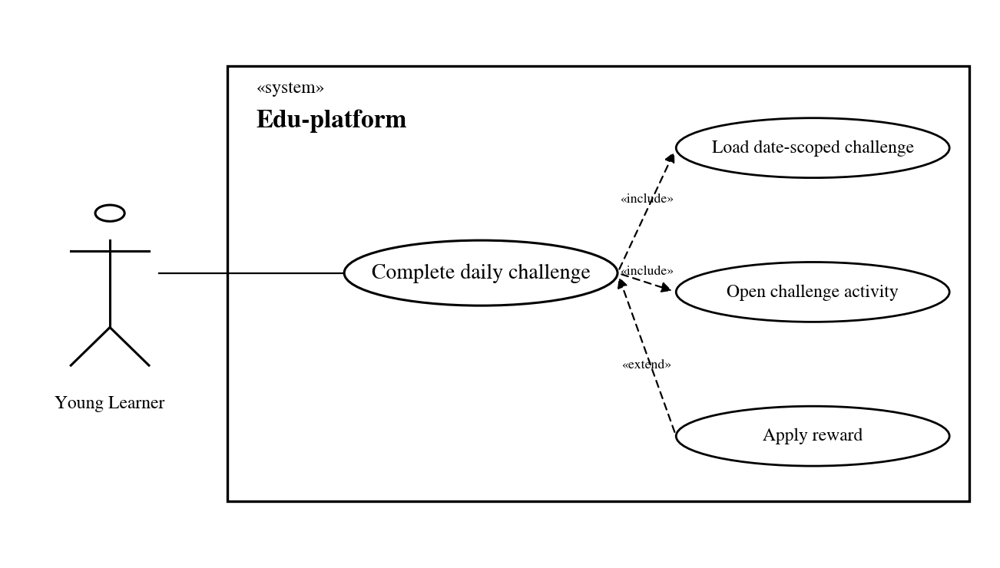 «system»
Edu-platform
Load date-scoped challenge
«include»
Complete daily challenge
«include»
Open challenge activity
«extend»
Young Learner
Apply reward